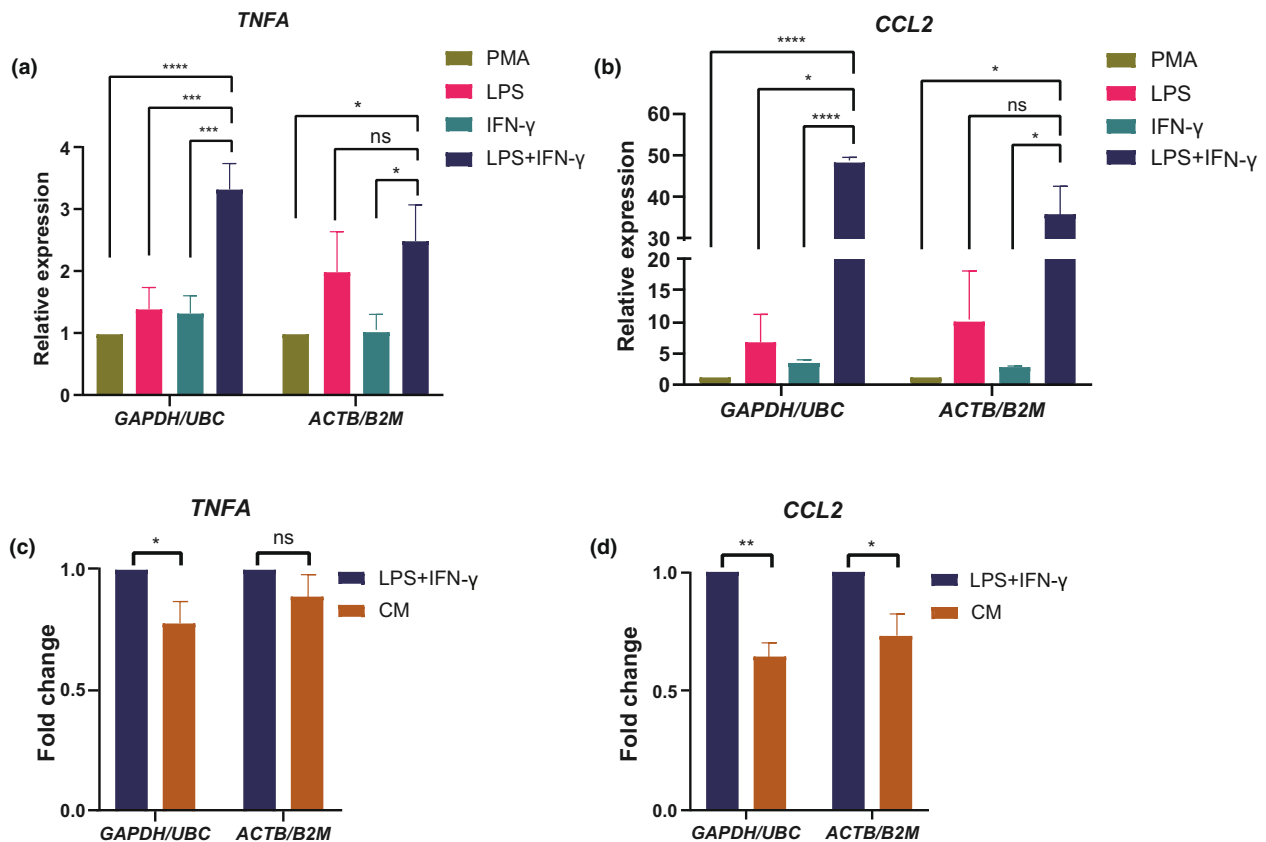 TNFA
(a)
PMA
LPS
IFN-γ
LPS+IFN-γ
****
***
***
*
ns
*
Relative expression
4
3
2
1
0
GAPDH/UBC
ACTB/B2M
CCL2
(b)
PMA
LPS
IFN-γ
LPS+IFN-γ
****
*
****
*
ns
*
Relative expression
60
50
40
30
20
15
10
5
0
GAPDH/UBC
ACTB/B2M
TNFA
(c)
*
ns
LPS+IFN-γ
CM
Fold change
1.0
0.5
0.0
GAPDH/UBC
ACTB/B2M
CCL2
(d)
**
*
LPS+IFN-γ
CM
Fold change
1.0
0.5
0.0
GAPDH/UBC
ACTB/B2M